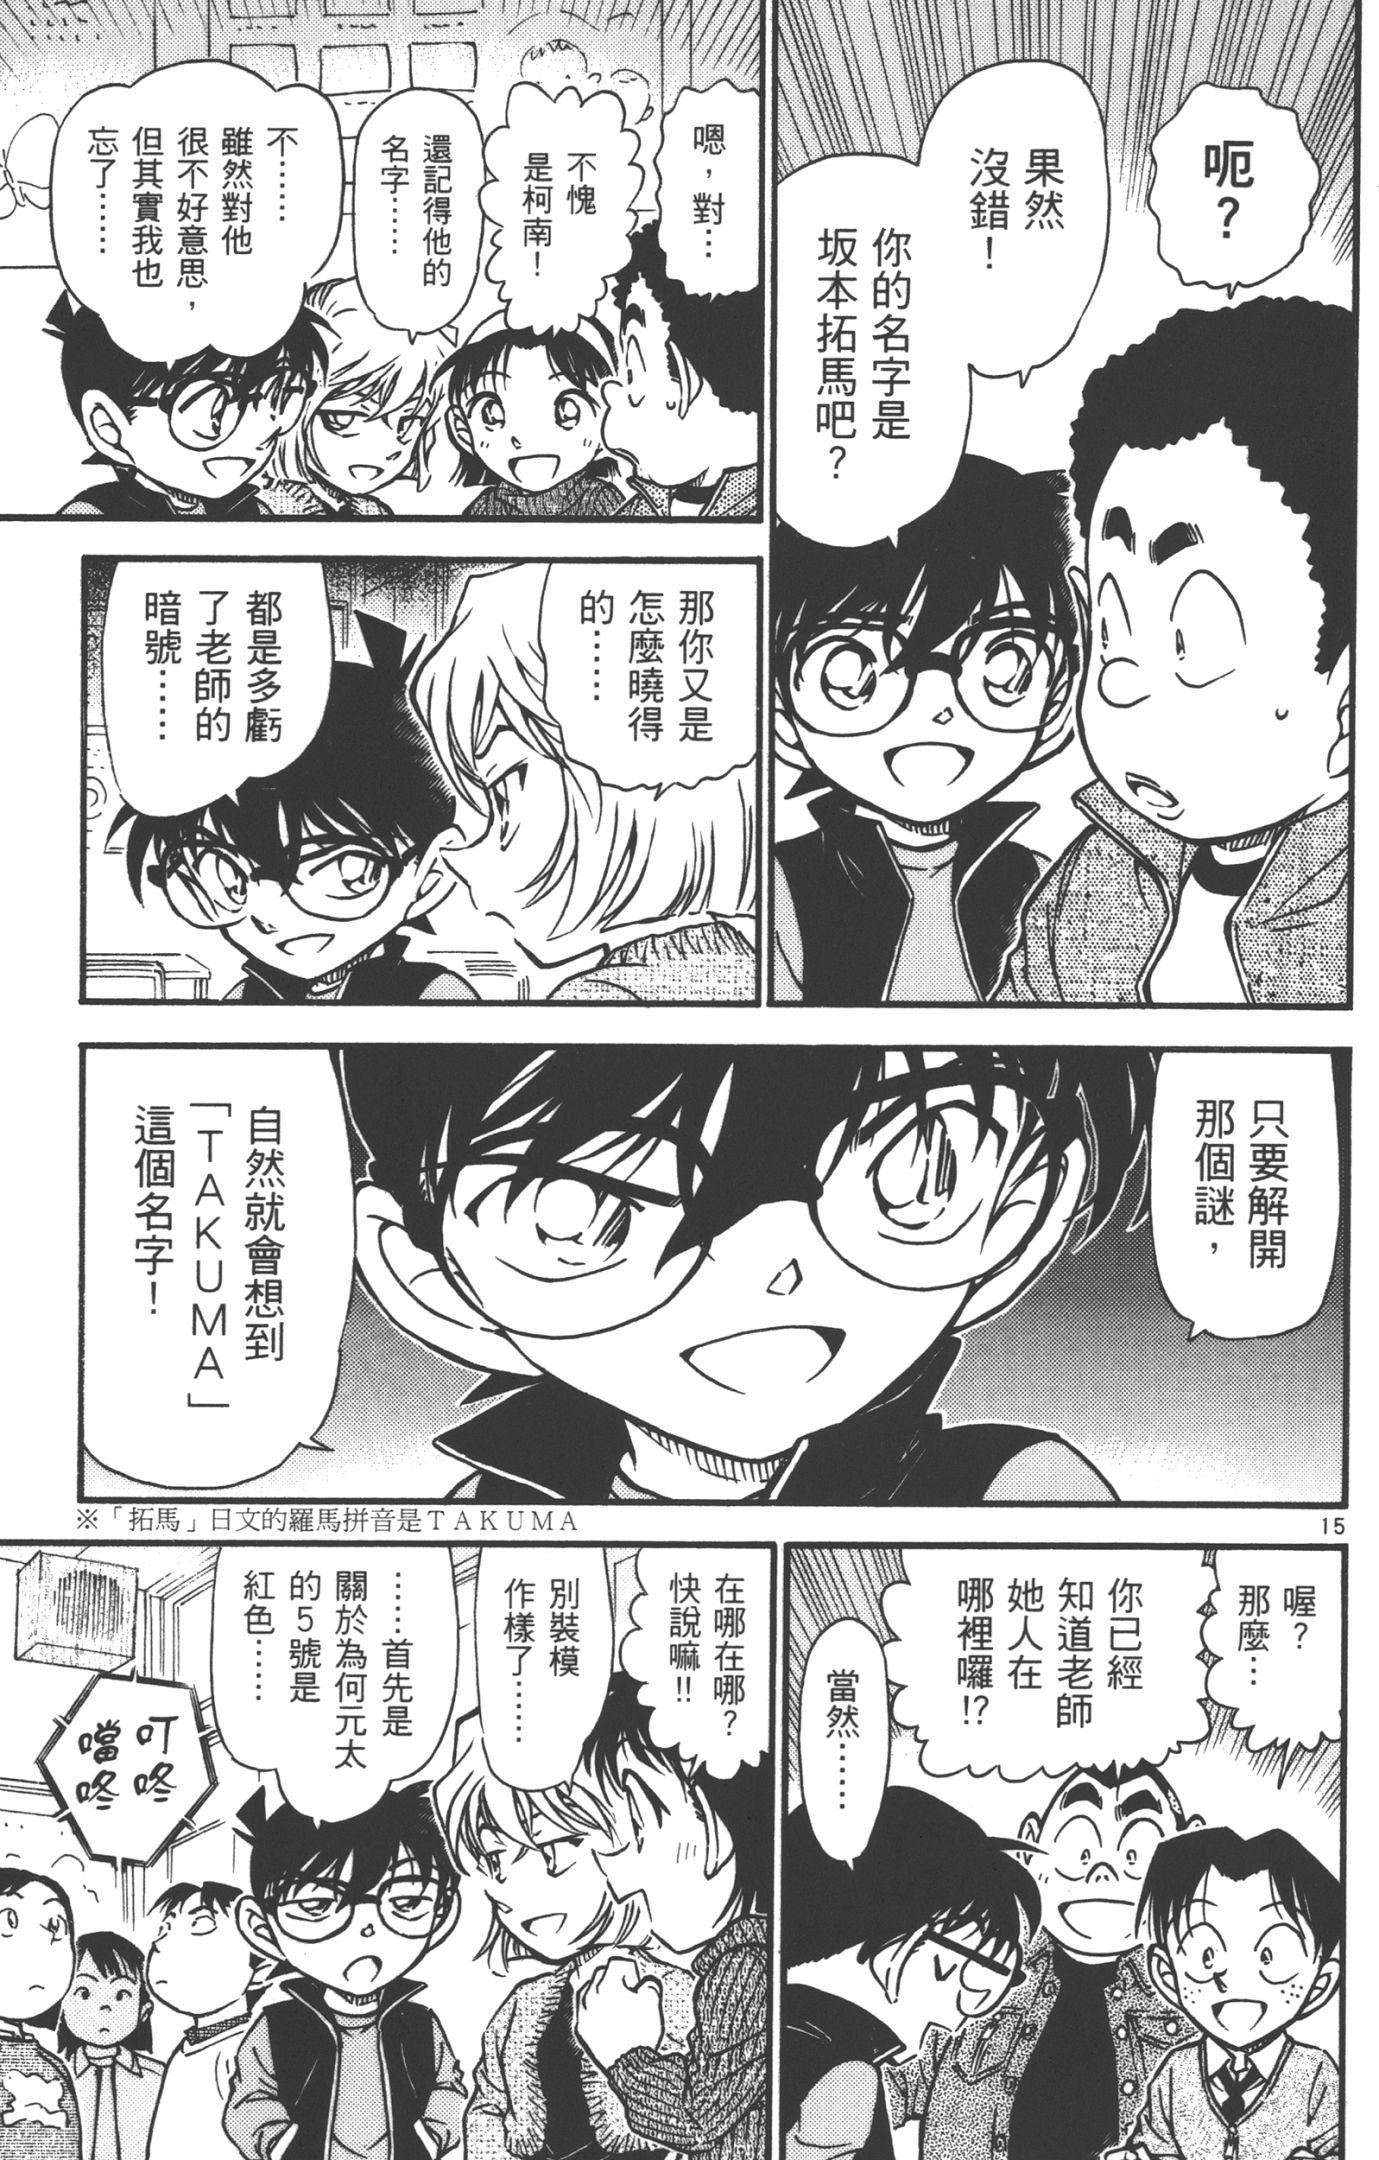 呃？
果然
沒錯！
你的名字是
坂本拓馬吧？
嗯，對…
不愧
是柯南！
還記得他的
名字……
不……
雖然對他
很不好意思，
但其實我也
忘了……
那你又是
怎麼曉得
的……
都是多虧
了老師的
暗號……
只要解開
那個謎，
自然就會想到
「TAKUMA」
這個名字！
※「拓馬」日文的羅馬拼音是TAKUMA
15
喔？
那麼…
你已經
知道老師
她人在
哪裡囉!?
當然……
在哪在哪？
快說嘛!!
別裝模
作樣了……
……首先是
關於為何元太
的5號是
紅色……
叮咚
噹咚